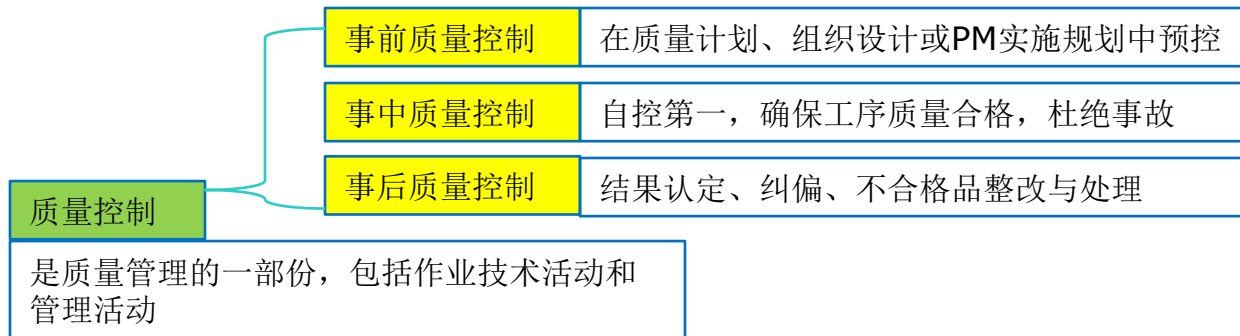 事前质量控制
在质量计划、组织设计或PM实施规划中预控
事中质量控制
自控第一，确保工序质量合格，杜绝事故
事后质量控制
结果认定、纠偏、不合格品整改与处理
质量控制
是质量管理的一部份，包括作业技术活动和
管理活动